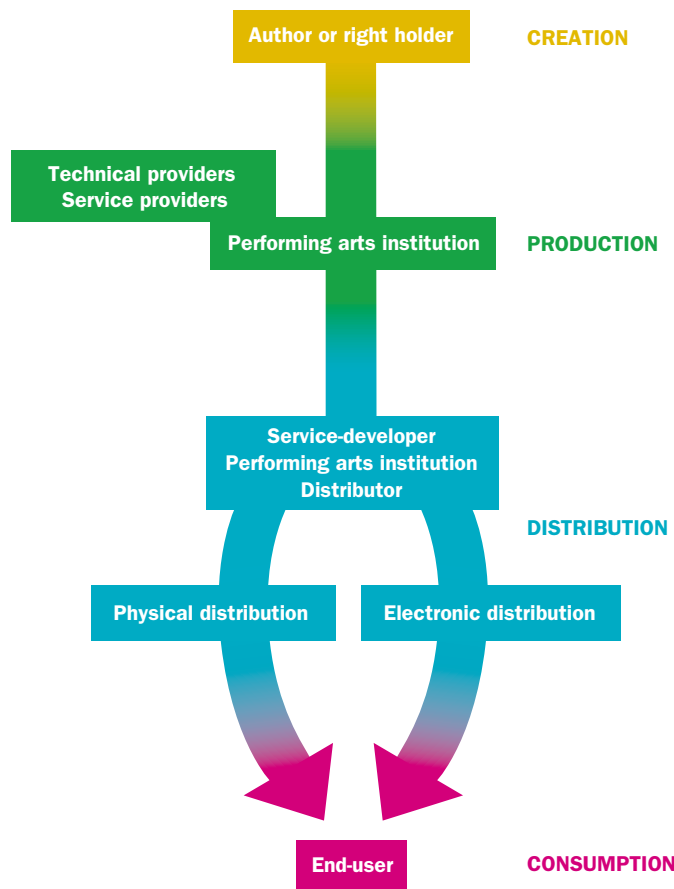 Author or right holder
CREATION
Technical providers
Service providers
Performing arts institution
PRODUCTION
Service-developer
Performing arts institution
Distributor
DISTRIBUTION
Physical distribution
Electronic distribution
End-user
CONSUMPTION